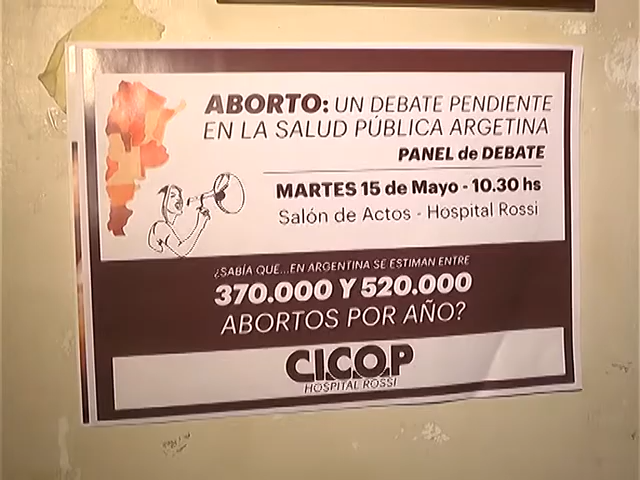 ABORTO: UN DEBATE PENDIENTE
EN LA SALUD PÚBLICA ARGETINA
PANEL de DEBATE
MARTES 15 de Mayo - 10.30 hs
Salón de Actos - Hospital Rossi
¿SABÍA QUE...EN ARGENTINA SE ESTIMAN ENTRE
370.000 Y 520.000
ABORTOS POR AÑO?
CI.CO.P
HOSPITAL ROSSI